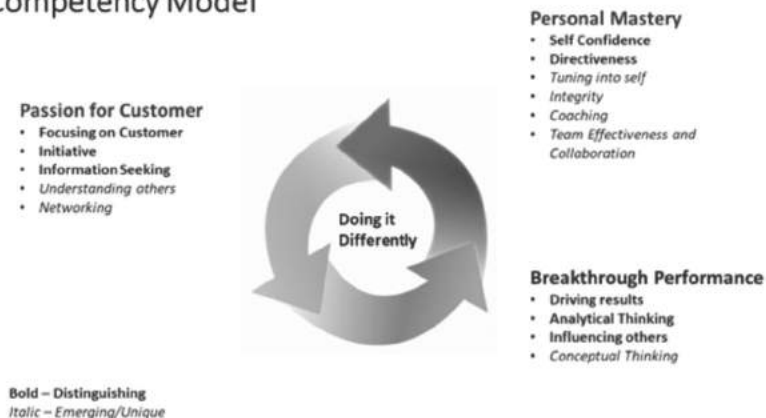 Competency Model
Personal Mastery
• Self Confidence
• Directiveness
• Tuning into self
• Integrity
• Coaching
• Team Effectiveness and
Collaboration
Passion for Customer
• Focusing on Customer
• Initiative
• Information Seeking
• Understanding others
• Networking
Doing it
Differently
Breakthrough Performance
• Driving results
• Analytical Thinking
• Influencing others
• Conceptual Thinking
Bold – Distinguishing
Italic – Emerging/Unique